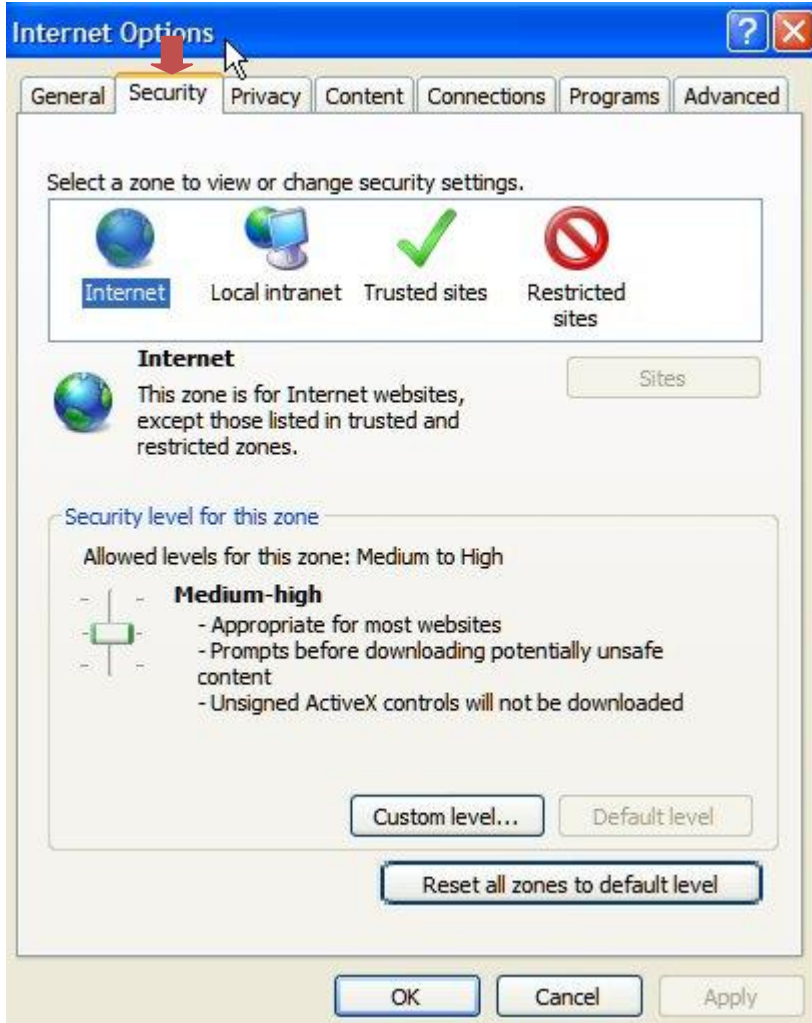 Internet Options
General Security Privacy Content Connections Programs Advanced
Select a zone to view or change security settings.
Internet Local intranet Trusted sites Restricted
sites
Internet
Sites
This zone is for Internet websites,
except those listed in trusted and
restricted zones.
Security level for this zone
Allowed levels for this zone: Medium to High
Medium-high
- Appropriate for most websites
- Prompts before downloading potentially unsafe
content
- Unsigned ActiveX controls will not be downloaded
Custom level... Default level
Reset all zones to default level
OK Cancel Apply